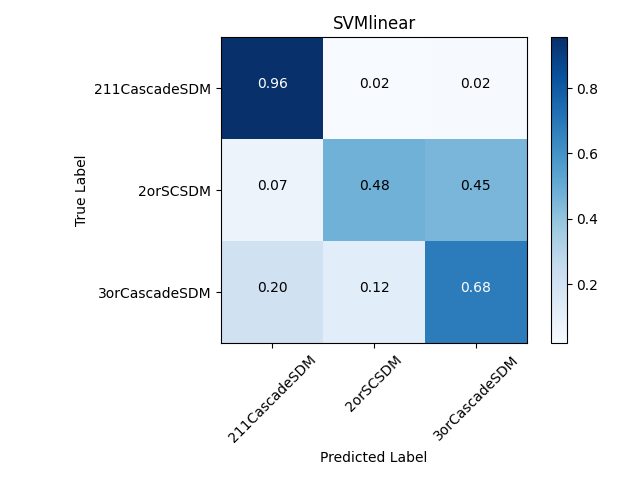 SVMlinear
211CascadeSDM
0.96
0.02
0.02
0.8
0.6
True Label
2orSCSDM
0.07
0.48
0.45
0.4
3orCascadeSDM
0.20
0.12
0.68
0.2
211CascadeSDM
2orSCSDM
3orCascadeSDM
Predicted Label